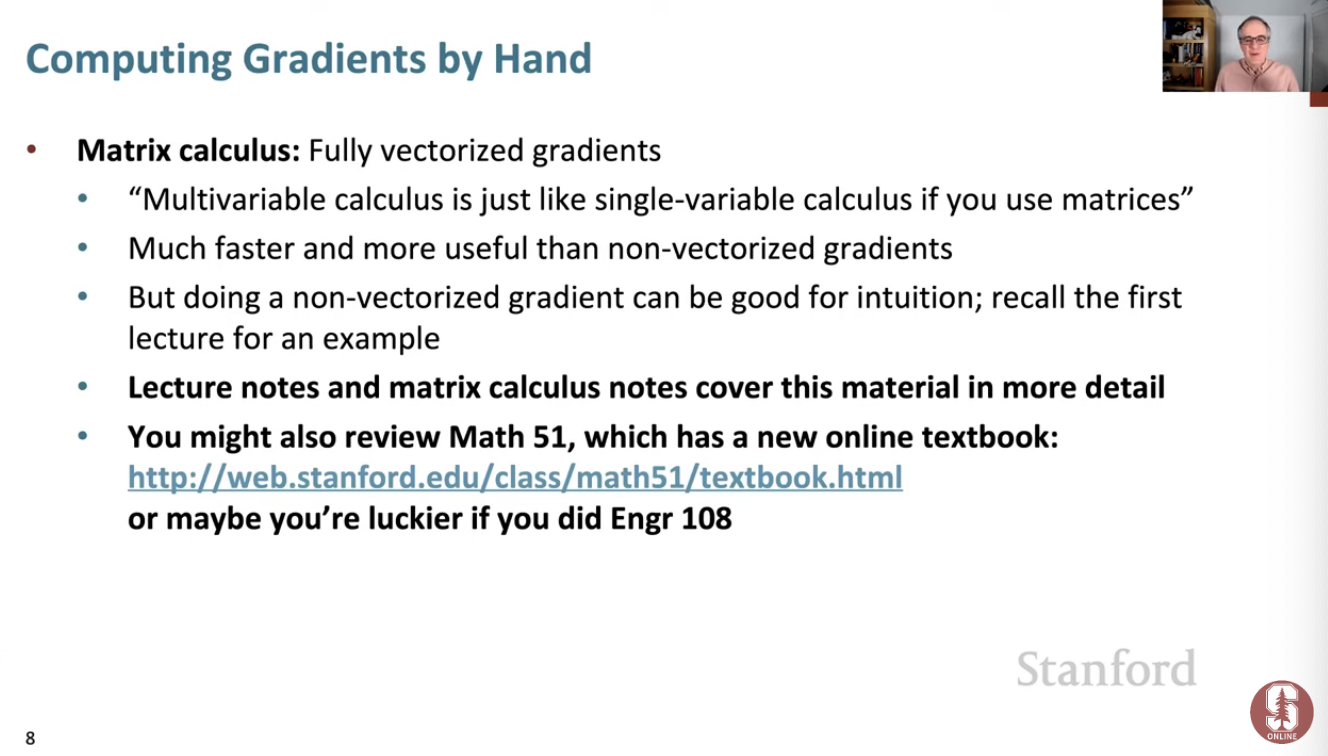 Computing Gradients by Hand
• Matrix calculus: Fully vectorized gradients
• “Multivariable calculus is just like single-variable calculus if you use matrices”
• Much faster and more useful than non-vectorized gradients
• But doing a non-vectorized gradient can be good for intuition; recall the first
lecture for an example
• Lecture notes and matrix calculus notes cover this material in more detail
• You might also review Math 51, which has a new online textbook:
http://web.stanford.edu/class/math51/textbook.html
or maybe you’re luckier if you did Engr 108
Stanford
S
ONLINE
8